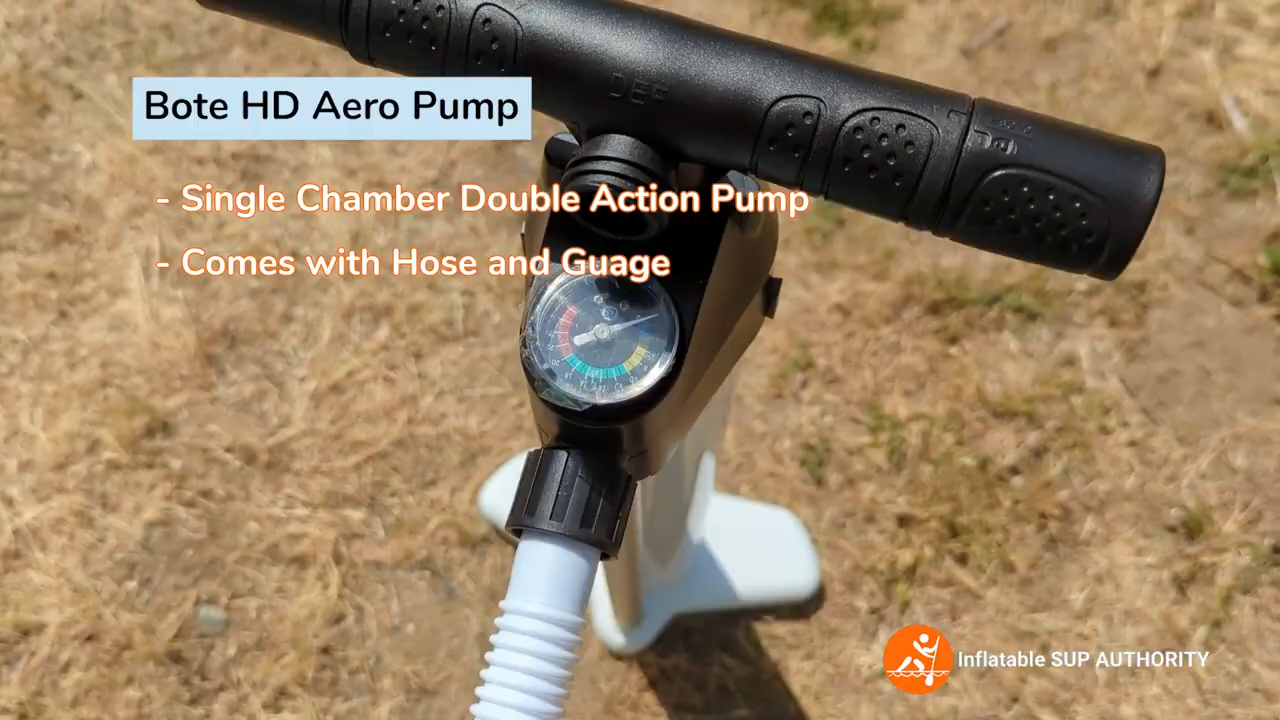 Bote HD Aero Pump
- Single Chamber Double Action Pump
- Comes with Hose and Guage
Inflatable SUP AUTHORITY